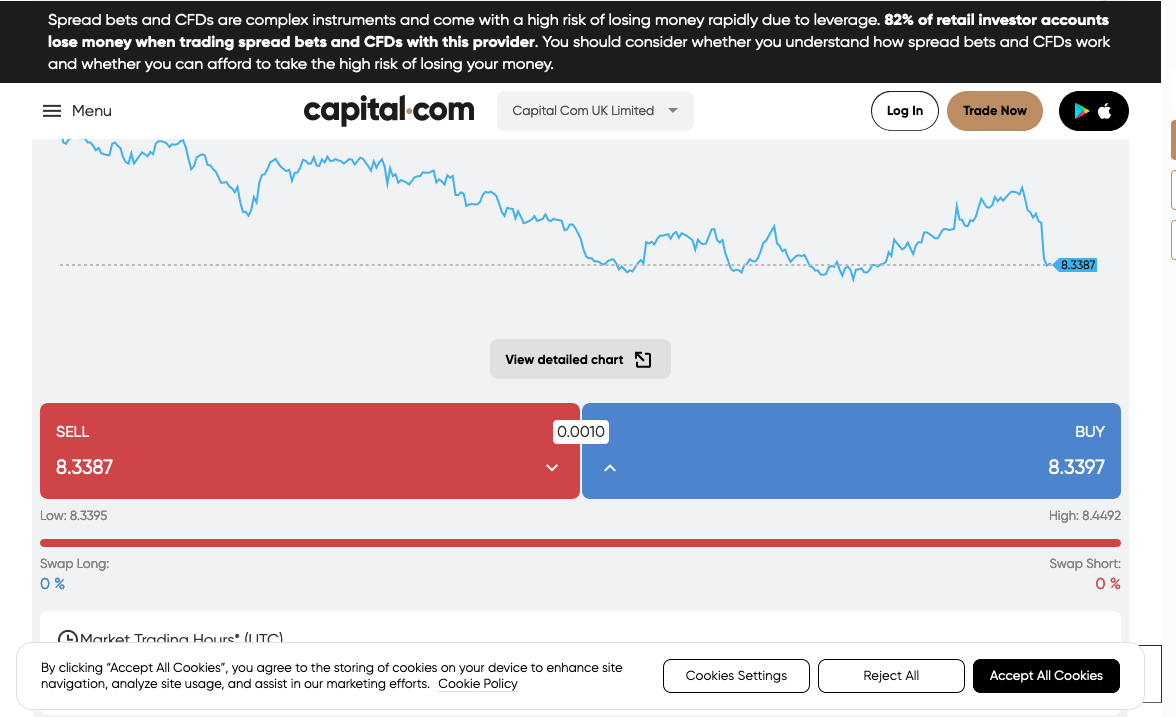 Spread bets and CFDs are complex instruments and come with a high risk of losing money rapidly due to leverage. 82% of retail investor accounts
lose money when trading spread bets and CFDs with this provider. You should consider whether you understand how spread bets and CFDs work
and whether you can afford to take the high risk of losing your money.
Menu
capital.com
Capital Com UK Limited
Log In
Trade Now
8.3387
View detailed chart
SELL
0.0010
BUY
8.3387
8.3397
Low: 8.3395
High: 8.4492
Swap Long:
Swap Short:
0 %
0 %
Market Trading Hours* (UTC)
By clicking “Accept All Cookies”, you agree to the storing of cookies on your device to enhance site
navigation, analyze site usage, and assist in our marketing efforts. Cookie Policy
Cookies Settings
Reject All
Accept All Cookies